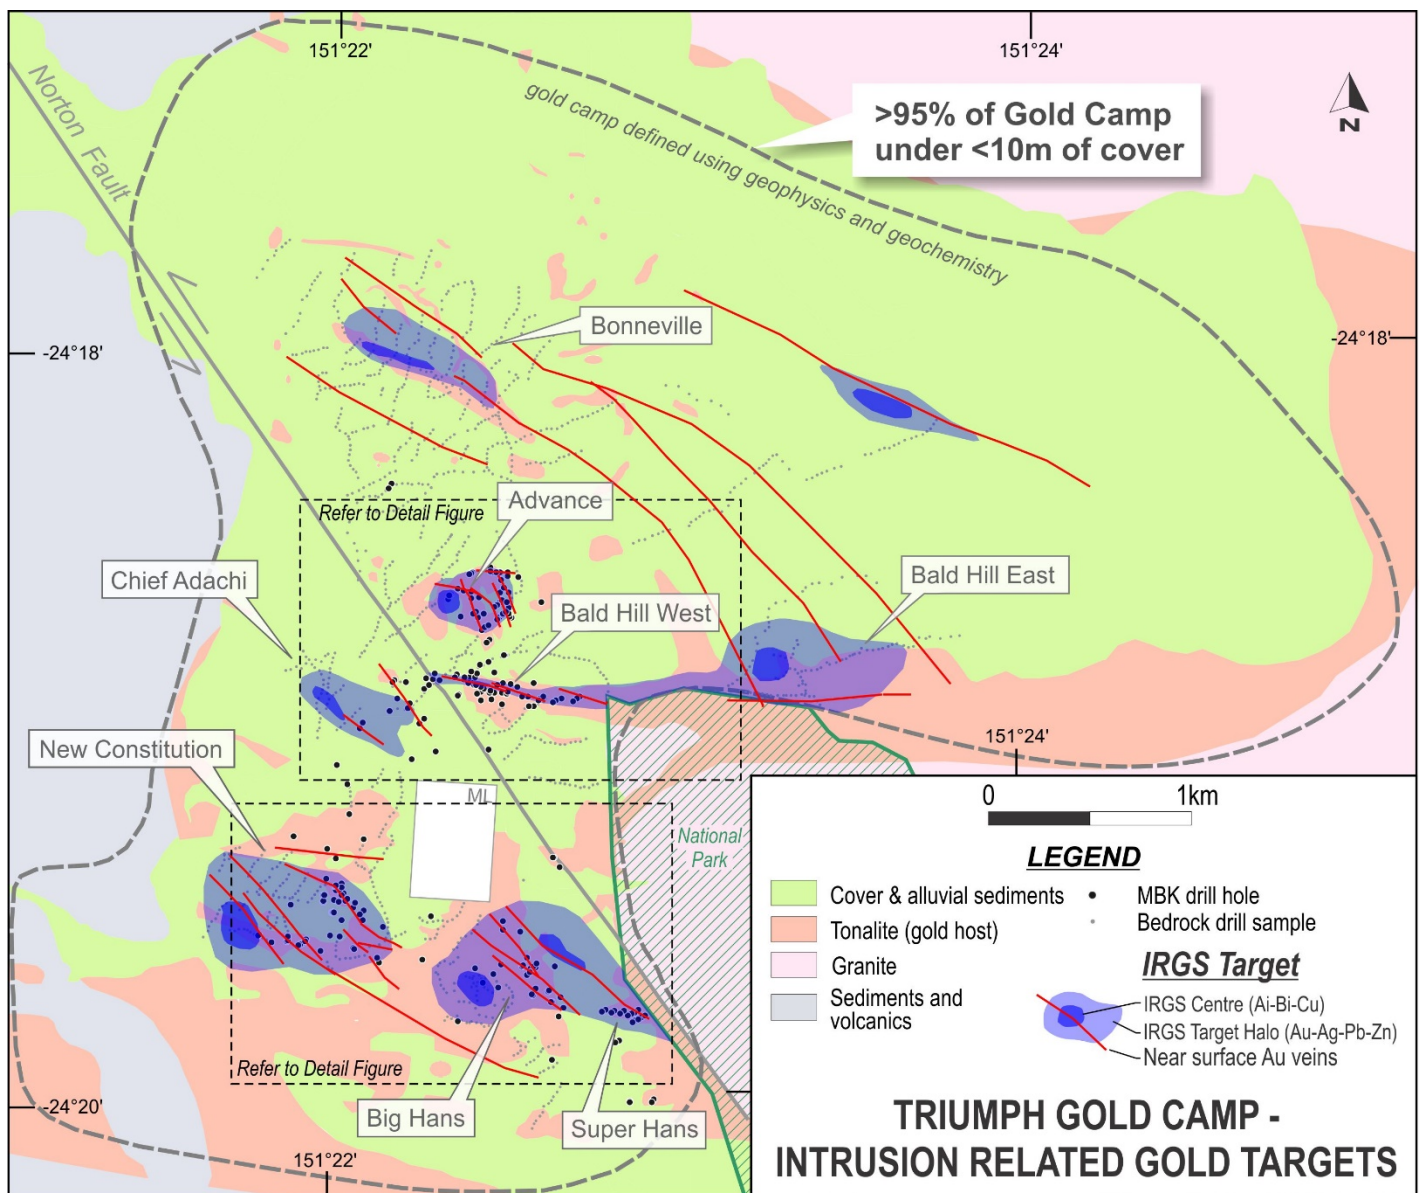 151°22'
151°24'
Norton Fault
gold camp defined using geophysics and geochemistry
>95% of Gold Camp
under <10m of cover
N
-24°18'
-24°18'
Bonneville
Refer to Detail Figure
Advance
Chief Adachi
Bald Hill West
Bald Hill East
New Constitution
ML
151°24'
National
Park
Refer to Detail Figure
Big Hans
Super Hans
-24°20'
151°22'
0 1km
LEGEND
Cover & alluvial sediments
Tonalite (gold host)
Granite
Sediments and
volcanics
MBK drill hole
Bedrock drill sample
IRGS Target
IRGS Centre (Ai-Bi-Cu)
IRGS Target Halo (Au-Ag-Pb-Zn)
Near surface Au veins
TRIUMPH GOLD CAMP -
INTRUSION RELATED GOLD TARGETS